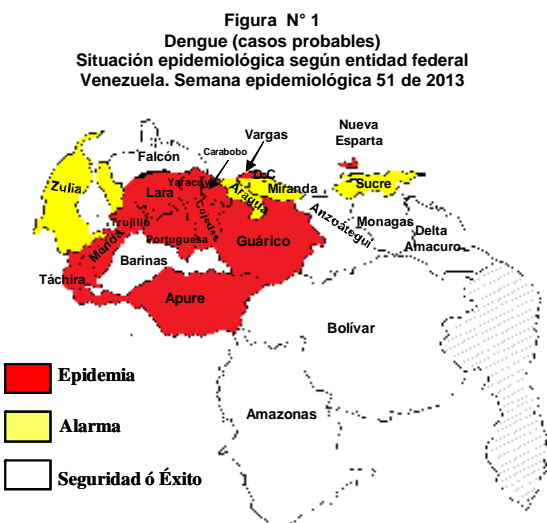 Figura N° 1
Dengue (casos probables)
Situación epidemiológica según entidad federal
Venezuela. Semana epidemiológica 51 de 2013
Vargas
Nueva
Esparta
Carabobo
Falcón
D.C
Yaracuy
Zulia
Lara
Aragua
Miranda
Sucre
Trujillo
Cojedes
Anzoátegui
Monagas
Delta
Amacuro
Mérida
Portuguesa
Guárico
Barinas
Táchira
Apure
Bolívar
Epidemia
Amazonas
Alarma
Seguridad ó Éxito